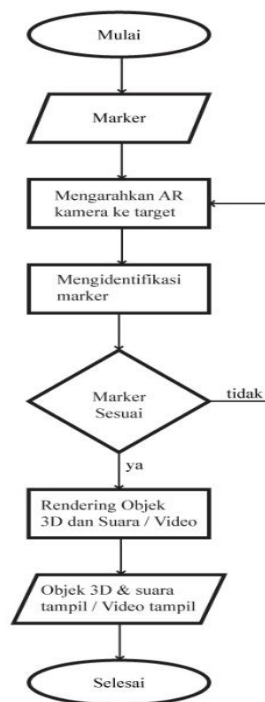 Mulai
Marker
Mengarahkan AR
kamera ke target
Mengidentifikasi
marker
Marker
Sesuai
tidak
ya
Rendering Objek
3D dan Suara / Video
Objek 3D & suara
tampil / Video tampil
Selesai